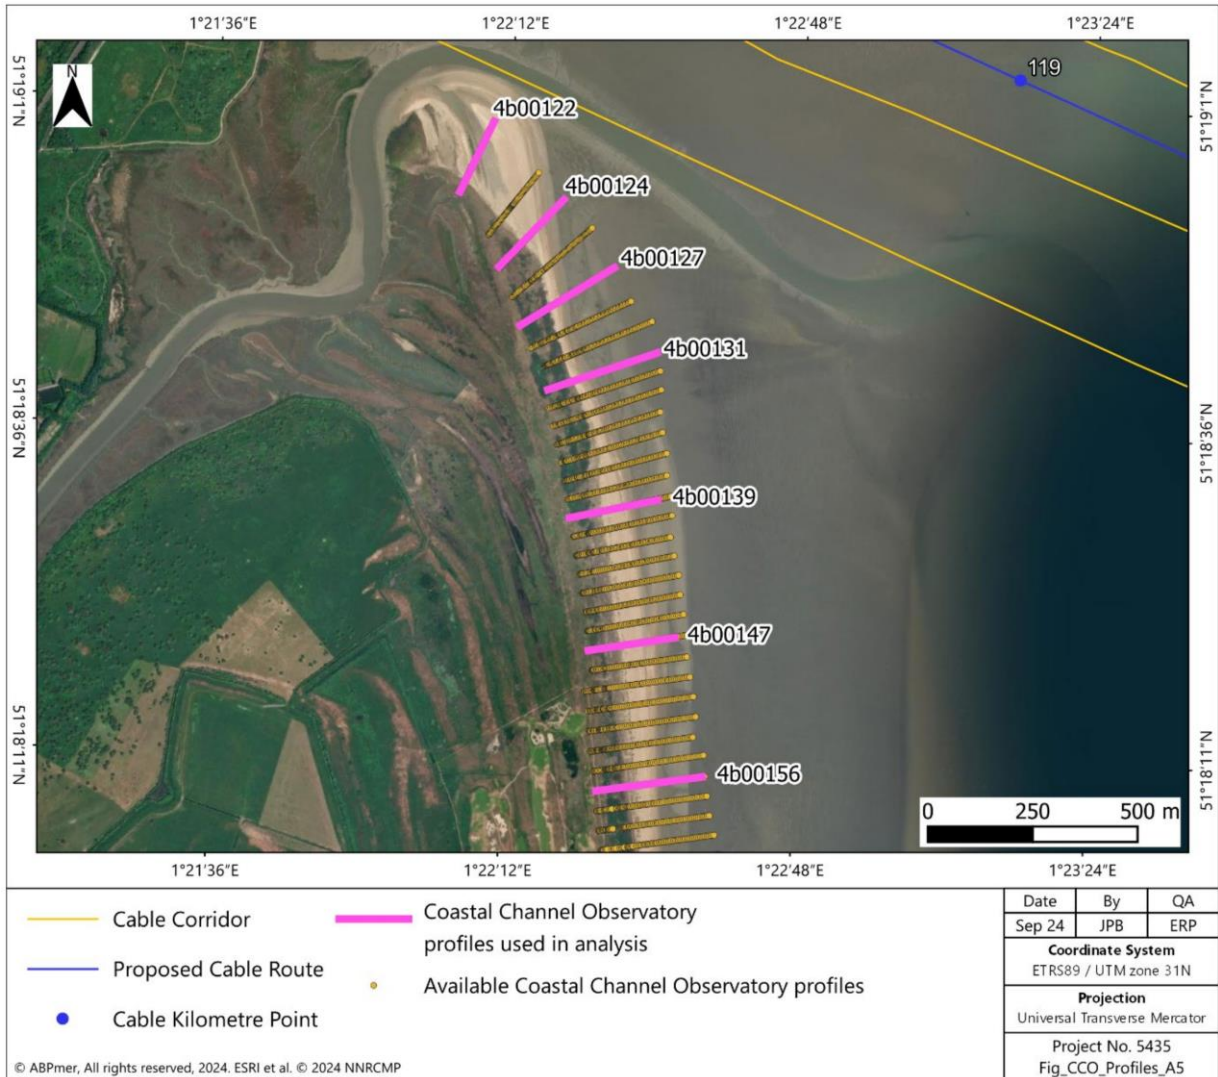 1°21'36"E 1°22'12"E 1°22'48"E 1°23'24"E
51°19'1"N
51°19'1"N
N
119
4b00122
4b00124
4b00127
4b00131
51°18'36"N
51°18'36"N
4b00139
4b00147
51°18'11"N
51°18'11"N
4b00156
0 250 500 m
1°21'36"E 1°22'12"E 1°22'48"E 1°23'24"E
Cable Corridor
Proposed Cable Route
Cable Kilometre Point
Coastal Channel Observatory
profiles used in analysis
Available Coastal Channel Observatory profiles
Date By QA
Sep 24 JPB ERP
Coordinate System
ETRS89 / UTM zone 31N
Projection
Universal Transverse Mercator
Project No. 5435
Fig_CCO_Profiles_A5
© ABPmer, All rights reserved, 2024. ESRI et al. © 2024 NNRCMP